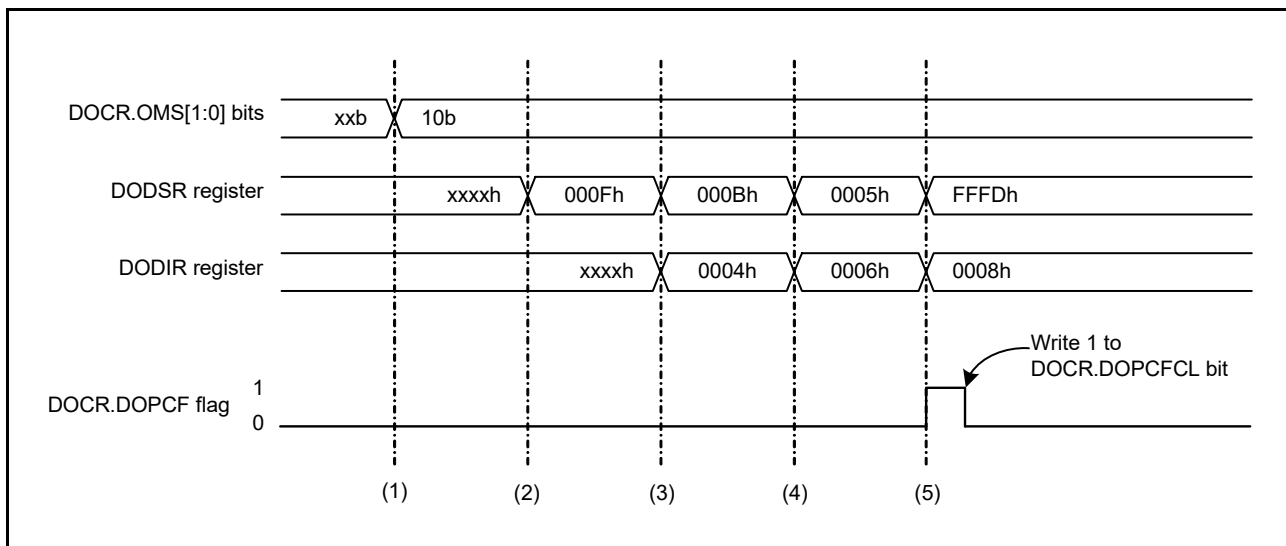 DOCR.OMS[1:0] bits xxb 10b
DODSR register xxxxh 000Fh 000Bh 0005h FFFDh
DODIR register xxxxh 0004h 0006h 0008h
Write 1 to
DOCR.DOPCFCL bit
1
DOCR.DOPCF flag
0
(1) (2) (3) (4) (5)